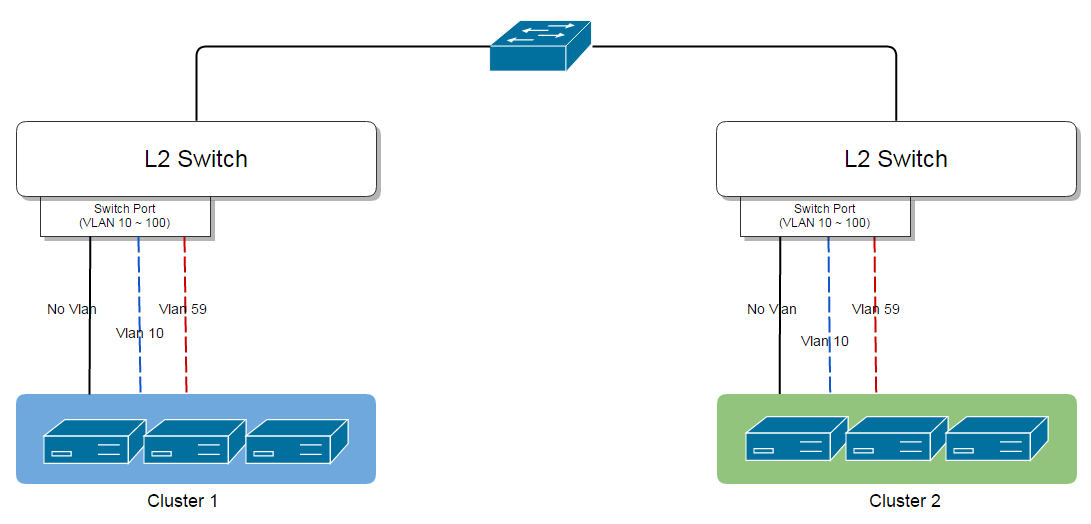 L2 Switch
L2 Switch
Switch Port
(VLAN 10 ~ 100)
Switch Port
(VLAN 10 ~ 100)
No Vlan
Vlan 59
Vlan 10
No Vlan
Vlan 59
Vlan 10
Cluster 1
Cluster 2